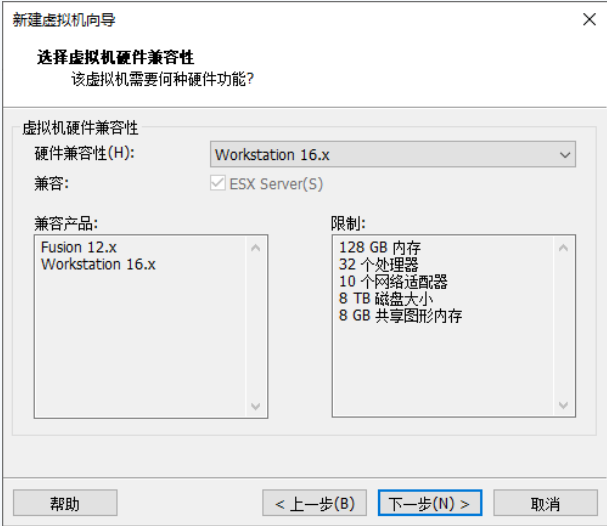 新建虚拟机向导
选择虚拟机硬件兼容性
该虚拟机需要何种硬件功能?
虚拟机硬件兼容性
硬件兼容性(H): Workstation 16.x
兼容: ESX Server(S)
兼容产品:
Fusion 12.x
Workstation 16.x
限制:
128 GB 内存
32 个处理器
10 个网络适配器
8 TB 磁盘大小
8 GB 共享图形内存
帮助 < 上一步(B) 下一步(N) > 取消